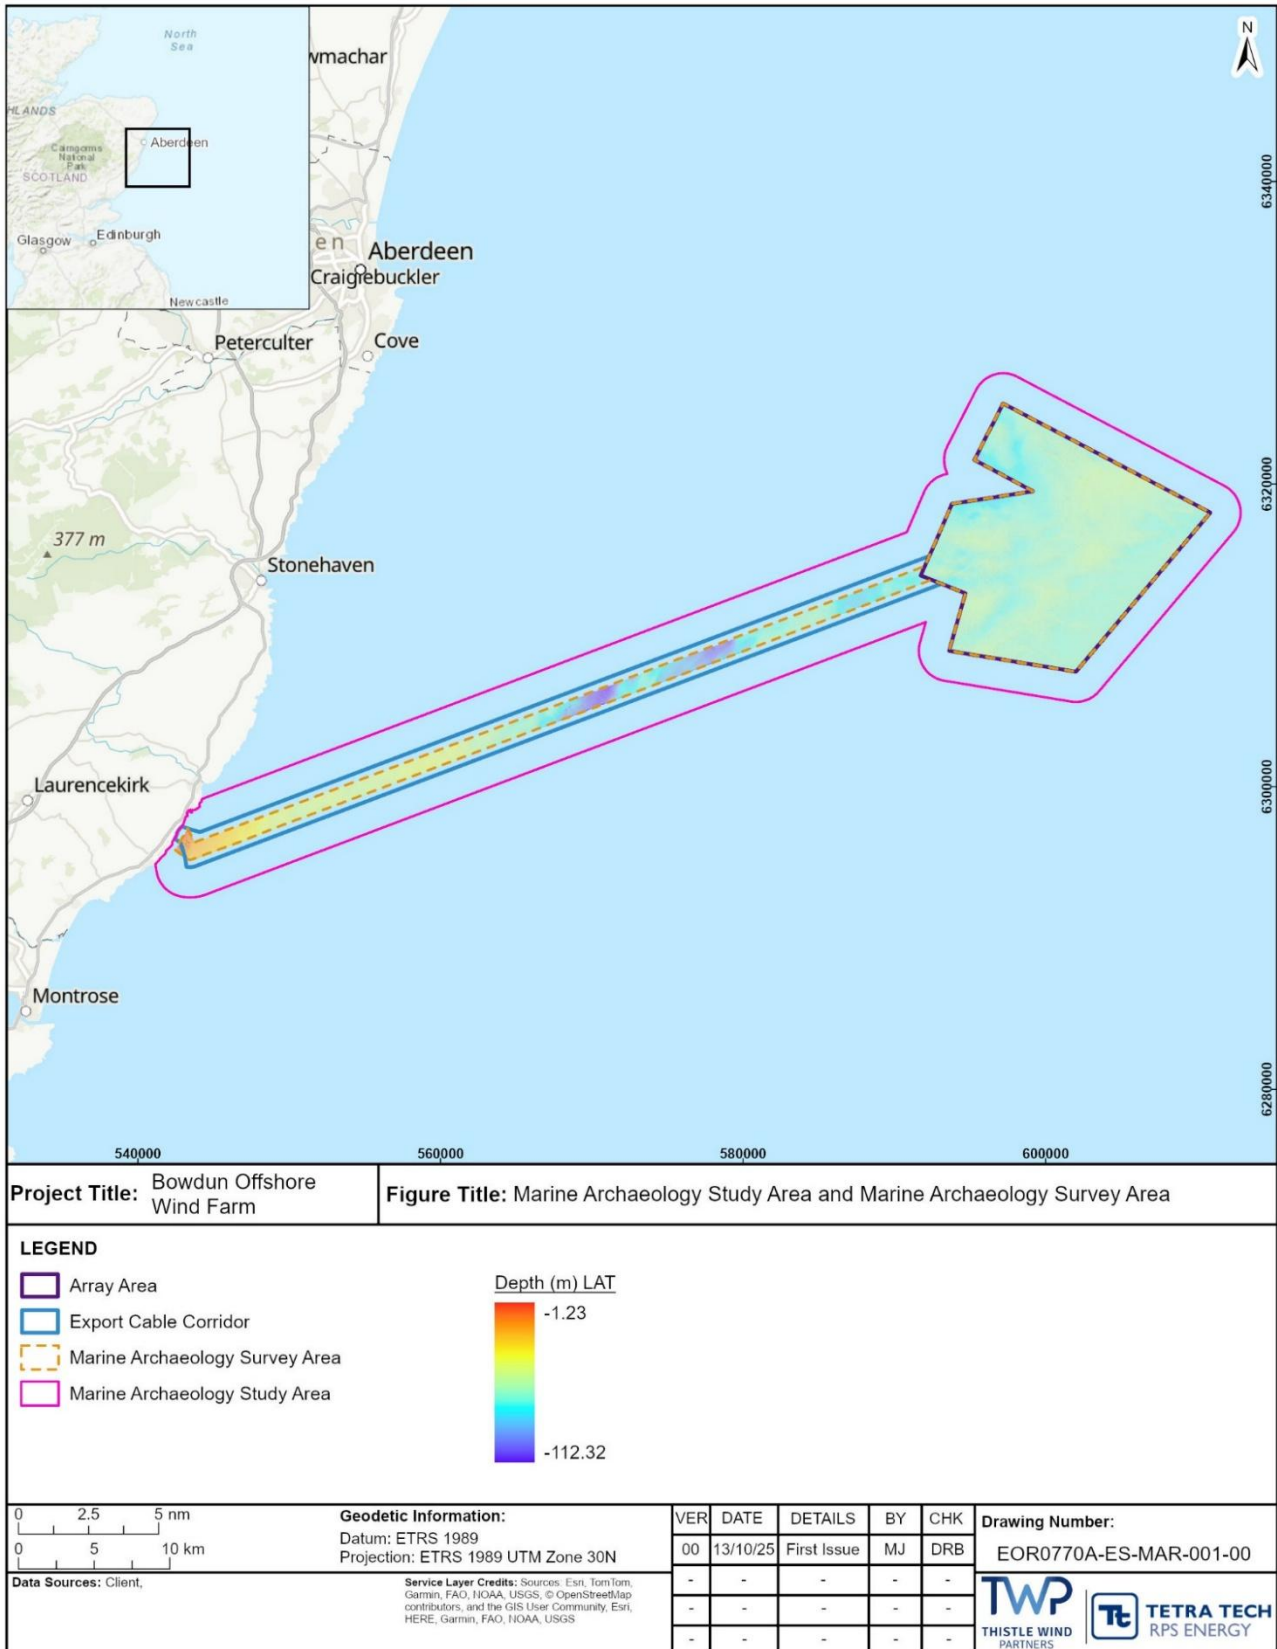 North
Sea
HLANDS
Cairngorms
National
Park
SCOTLAND
Aberdeen
Glasgow
Edinburgh
Newcastle
wmachar
N
6340000
en
Aberdeen
Craigiebuckler
Peterculter
Cove
6320000
377 m
Stonehaven
6300000
Laurencekirk
Montrose
6280000
540000 560000 580000 600000
Project Title: Bowdun Offshore
Wind Farm
Figure Title: Marine Archaeology Study Area and Marine Archaeology Survey Area
LEGEND
Array Area
Export Cable Corridor
Marine Archaeology Survey Area
Marine Archaeology Study Area
Depth (m) LAT
-1.23
-112.32
0 2.5 5 nm
0 5 10 km
Geodetic Information:
Datum: ETRS 1989
Projection: ETRS 1989 UTM Zone 30N
VER DATE DETAILS BY CHK
00 13/10/25 First Issue MJ DRB
- - - - -
- - - - -
- - - - -
Drawing Number:
EOR0770A-ES-MAR-001-00
Data Sources: Client,
Service Layer Credits: Sources: Esri, TomTom,
Garmin, FAO, NOAA, USGS, © OpenStreetMap
contributors, and the GIS User Community, Esri,
HERE, Garmin, FAO, NOAA, USGS
TWP
THISTLE WIND
PARTNERS
Tt
TETRA TECH
RPS ENERGY